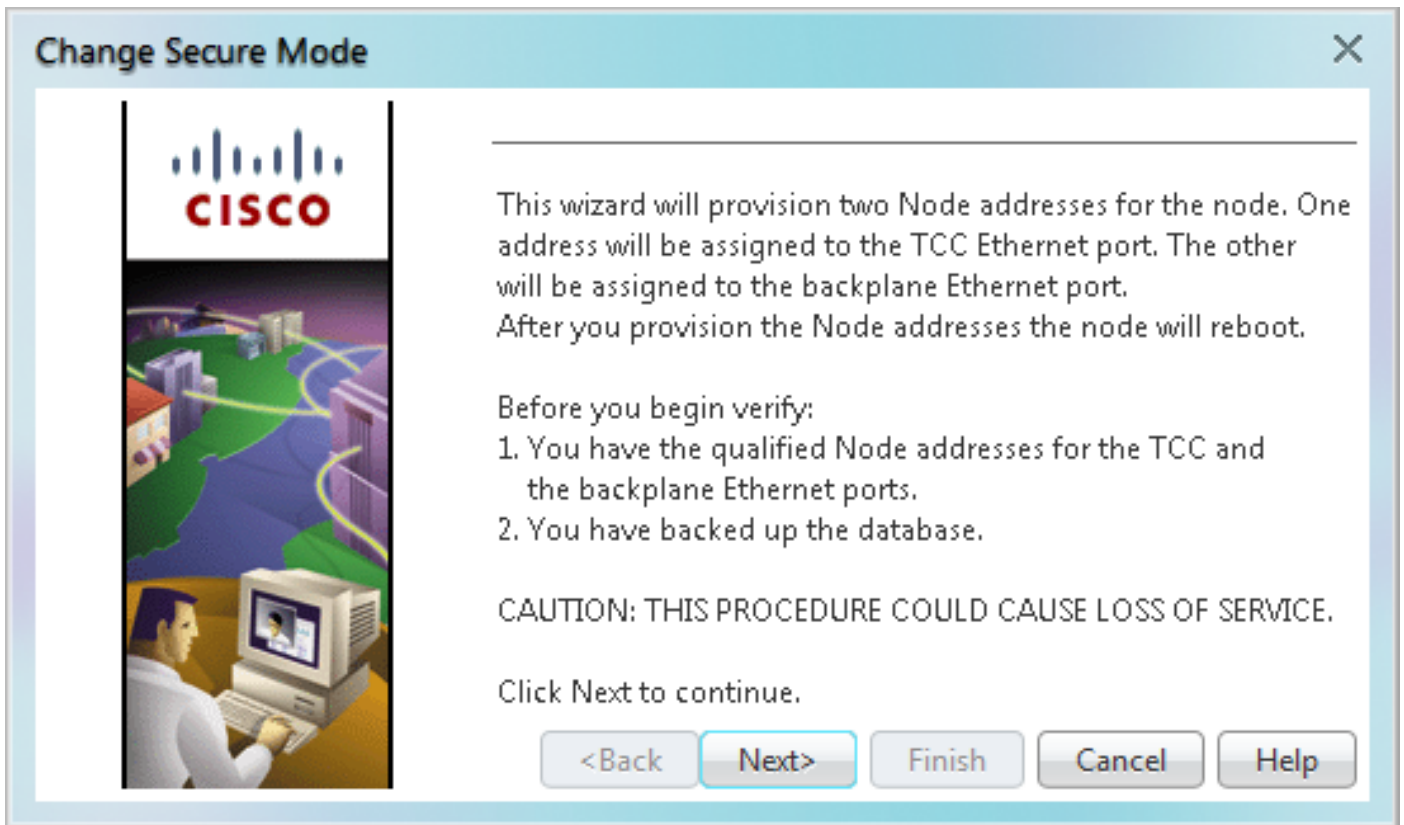 Change Secure Mode
CISCO
This wizard will provision two Node addresses for the node. One
address will be assigned to the TCC Ethernet port. The other
will be assigned to the backplane Ethernet port.
After you provision the Node addresses the node will reboot.
Before you begin verify:
1. You have the qualified Node addresses for the TCC and
the backplane Ethernet ports.
2. You have backed up the database.
CAUTION: THIS PROCEDURE COULD CAUSE LOSS OF SERVICE.
Click Next to continue.
<Back Next> Finish Cancel Help